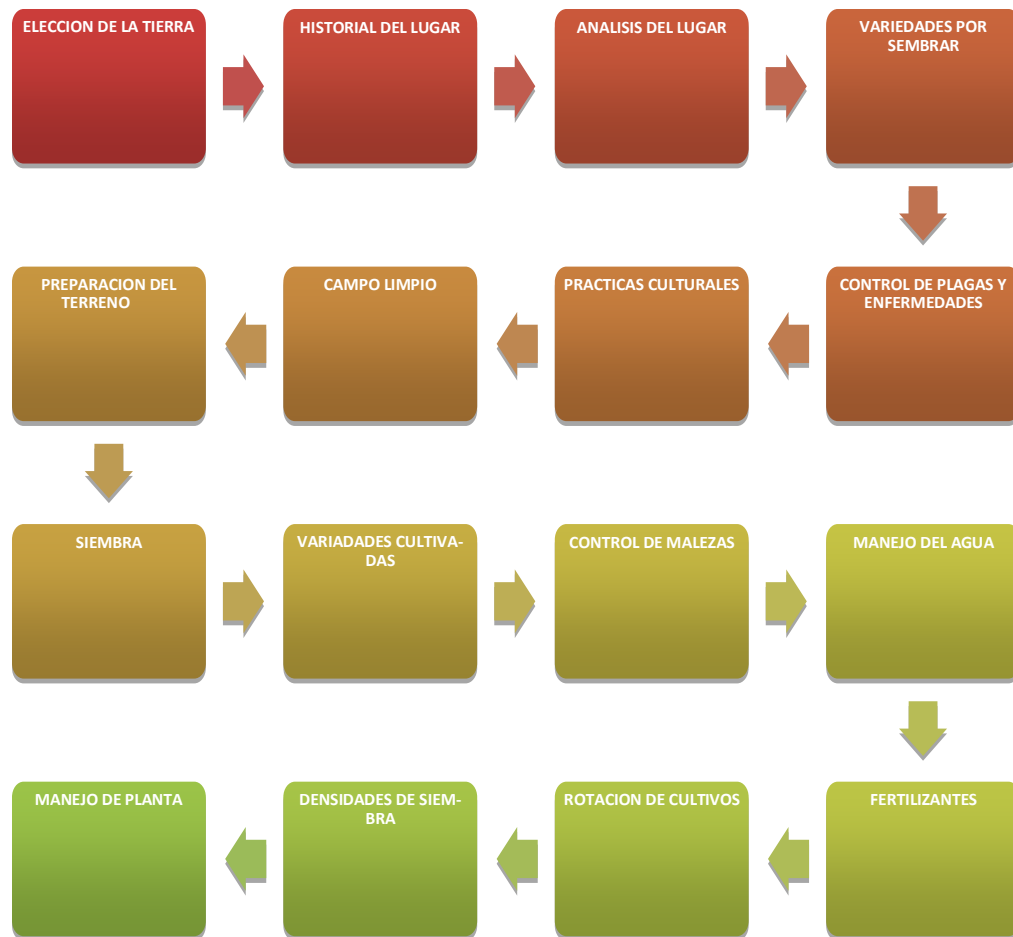 ELECCION DE LA TIERRA
HISTORIAL DEL LUGAR
ANALISIS DEL LUGAR
VARIEDADES POR
SEMBRAR
CONTROL DE PLAGAS Y
ENFERMEDADES
PRACTICAS CULTURALES
CAMPO LIMPIO
PREPARACION DEL
TERRENO
SIEMBRA
VARIADADES CULTIVA-
DAS
CONTROL DE MALEZAS
MANEJO DEL AGUA
FERTILIZANTES
ROTACION DE CULTIVOS
DENSIDADES DE SIEM-
BRA
MANEJO DE PLANTA